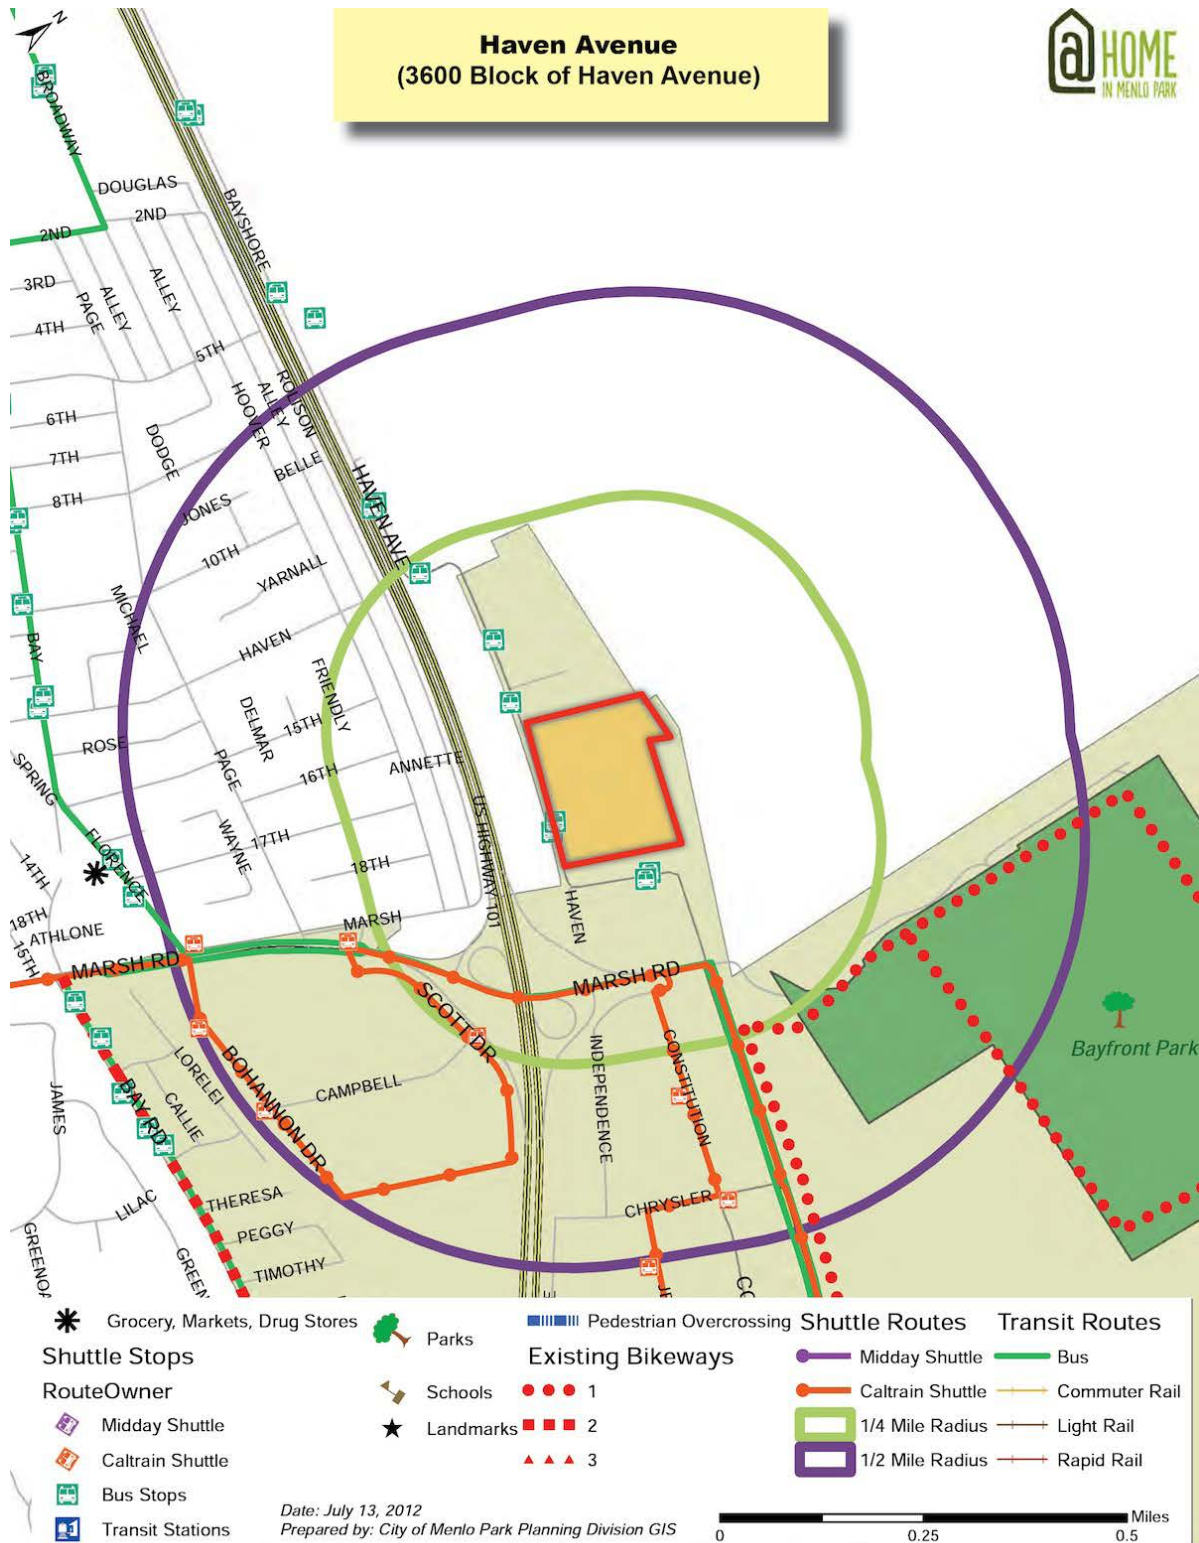 Haven Avenue
(3600 Block of Haven Avenue)
@ HOME
IN MENLO PARK
N
BROADWAY
DOUGLAS
2ND
2ND
BAYSHORE
3RD
PAGE
ALLEY
ALLEY
4TH
5TH
ROLISON
ALLEY
HOOVER
6TH
DODGE
7TH
BELLE
HAVEN AVE
8TH
JONES
10TH
YARNALL
MICHAEL
BAY
HAVEN
FRIENDLY
DELMAR
15TH
ROSE
PAGE
ANNETTE
16TH
SPRING
US HIGHWAY 101
WAYNE
17TH
FLORENCE
18TH
14TH
18TH
ATHLONE
15TH
MARSH
HAVEN
MARSH RD
MARSH RD
SCOTT DR
INDEPENDENCE
CONSTITUTION
Bayfront Park
LORELEI
BOHANNON DR
CAMPBELL
CALLIE
BAY RD
JAMES
THERESA
LILAC
CHRYSLER
PEGGY
TIMOTHY
GREENOA
GREEN
JE
CO
Grocery, Markets, Drug Stores
Shuttle Stops
RouteOwner
Midday Shuttle
Caltrain Shuttle
Bus Stops
Transit Stations
Parks
Schools
Landmarks
Pedestrian Overcrossing
Existing Bikeways
1
2
3
Shuttle Routes
Midday Shuttle
Caltrain Shuttle
1/4 Mile Radius
1/2 Mile Radius
Transit Routes
Bus
Commuter Rail
Light Rail
Rapid Rail
Date: July 13, 2012
Prepared by: City of Menlo Park Planning Division GIS
Miles
0 0.25 0.5